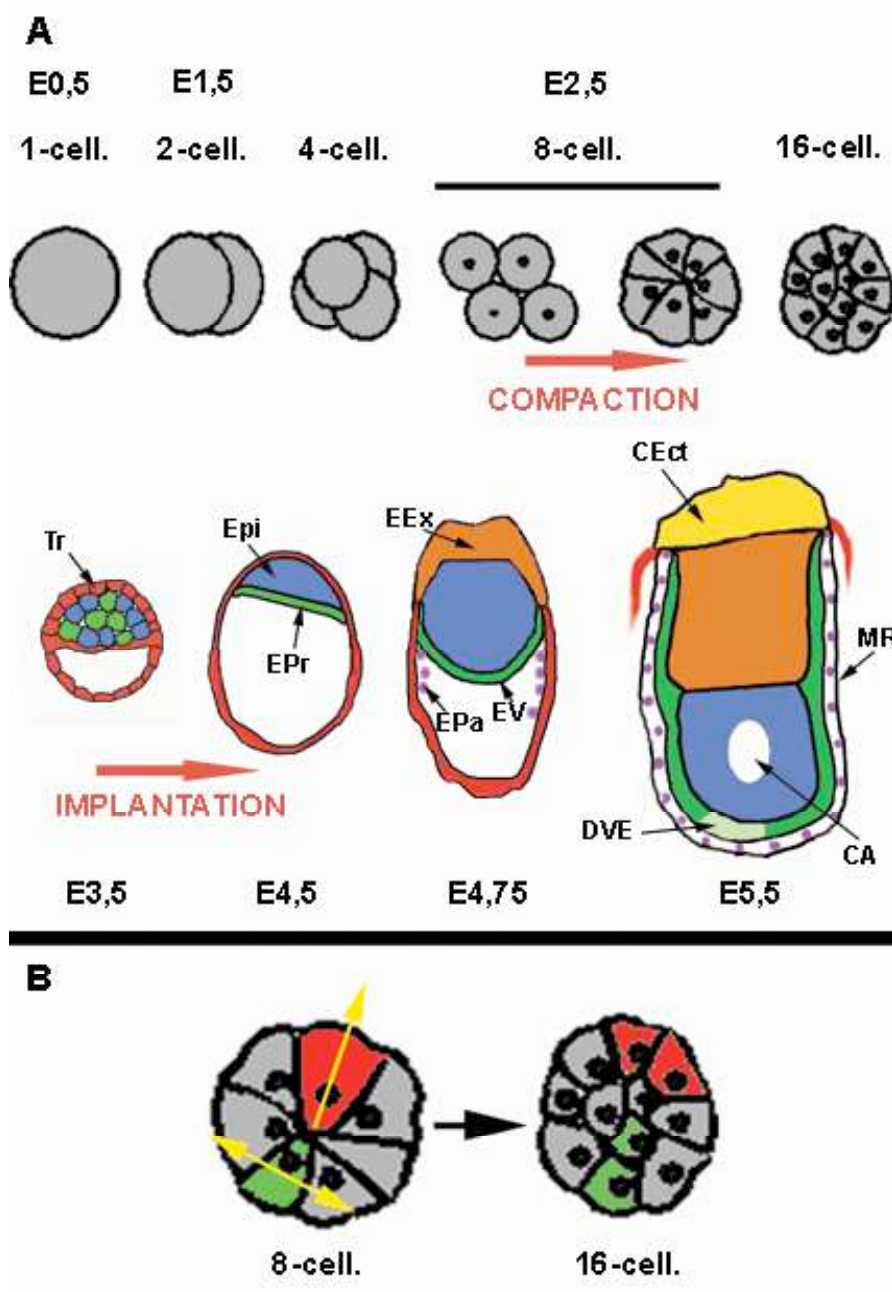 A
E0,5 E1,5 E2,5
1-cell. 2-cell. 4-cell. 8-cell. 16-cell.
COMPACTION
CEct
Tr Epi EEx
EPr EPa EV MR
IMPLANTATION
DVE CA
E3,5 E4,5 E4,75 E5,5
B
8-cell. 16-cell.